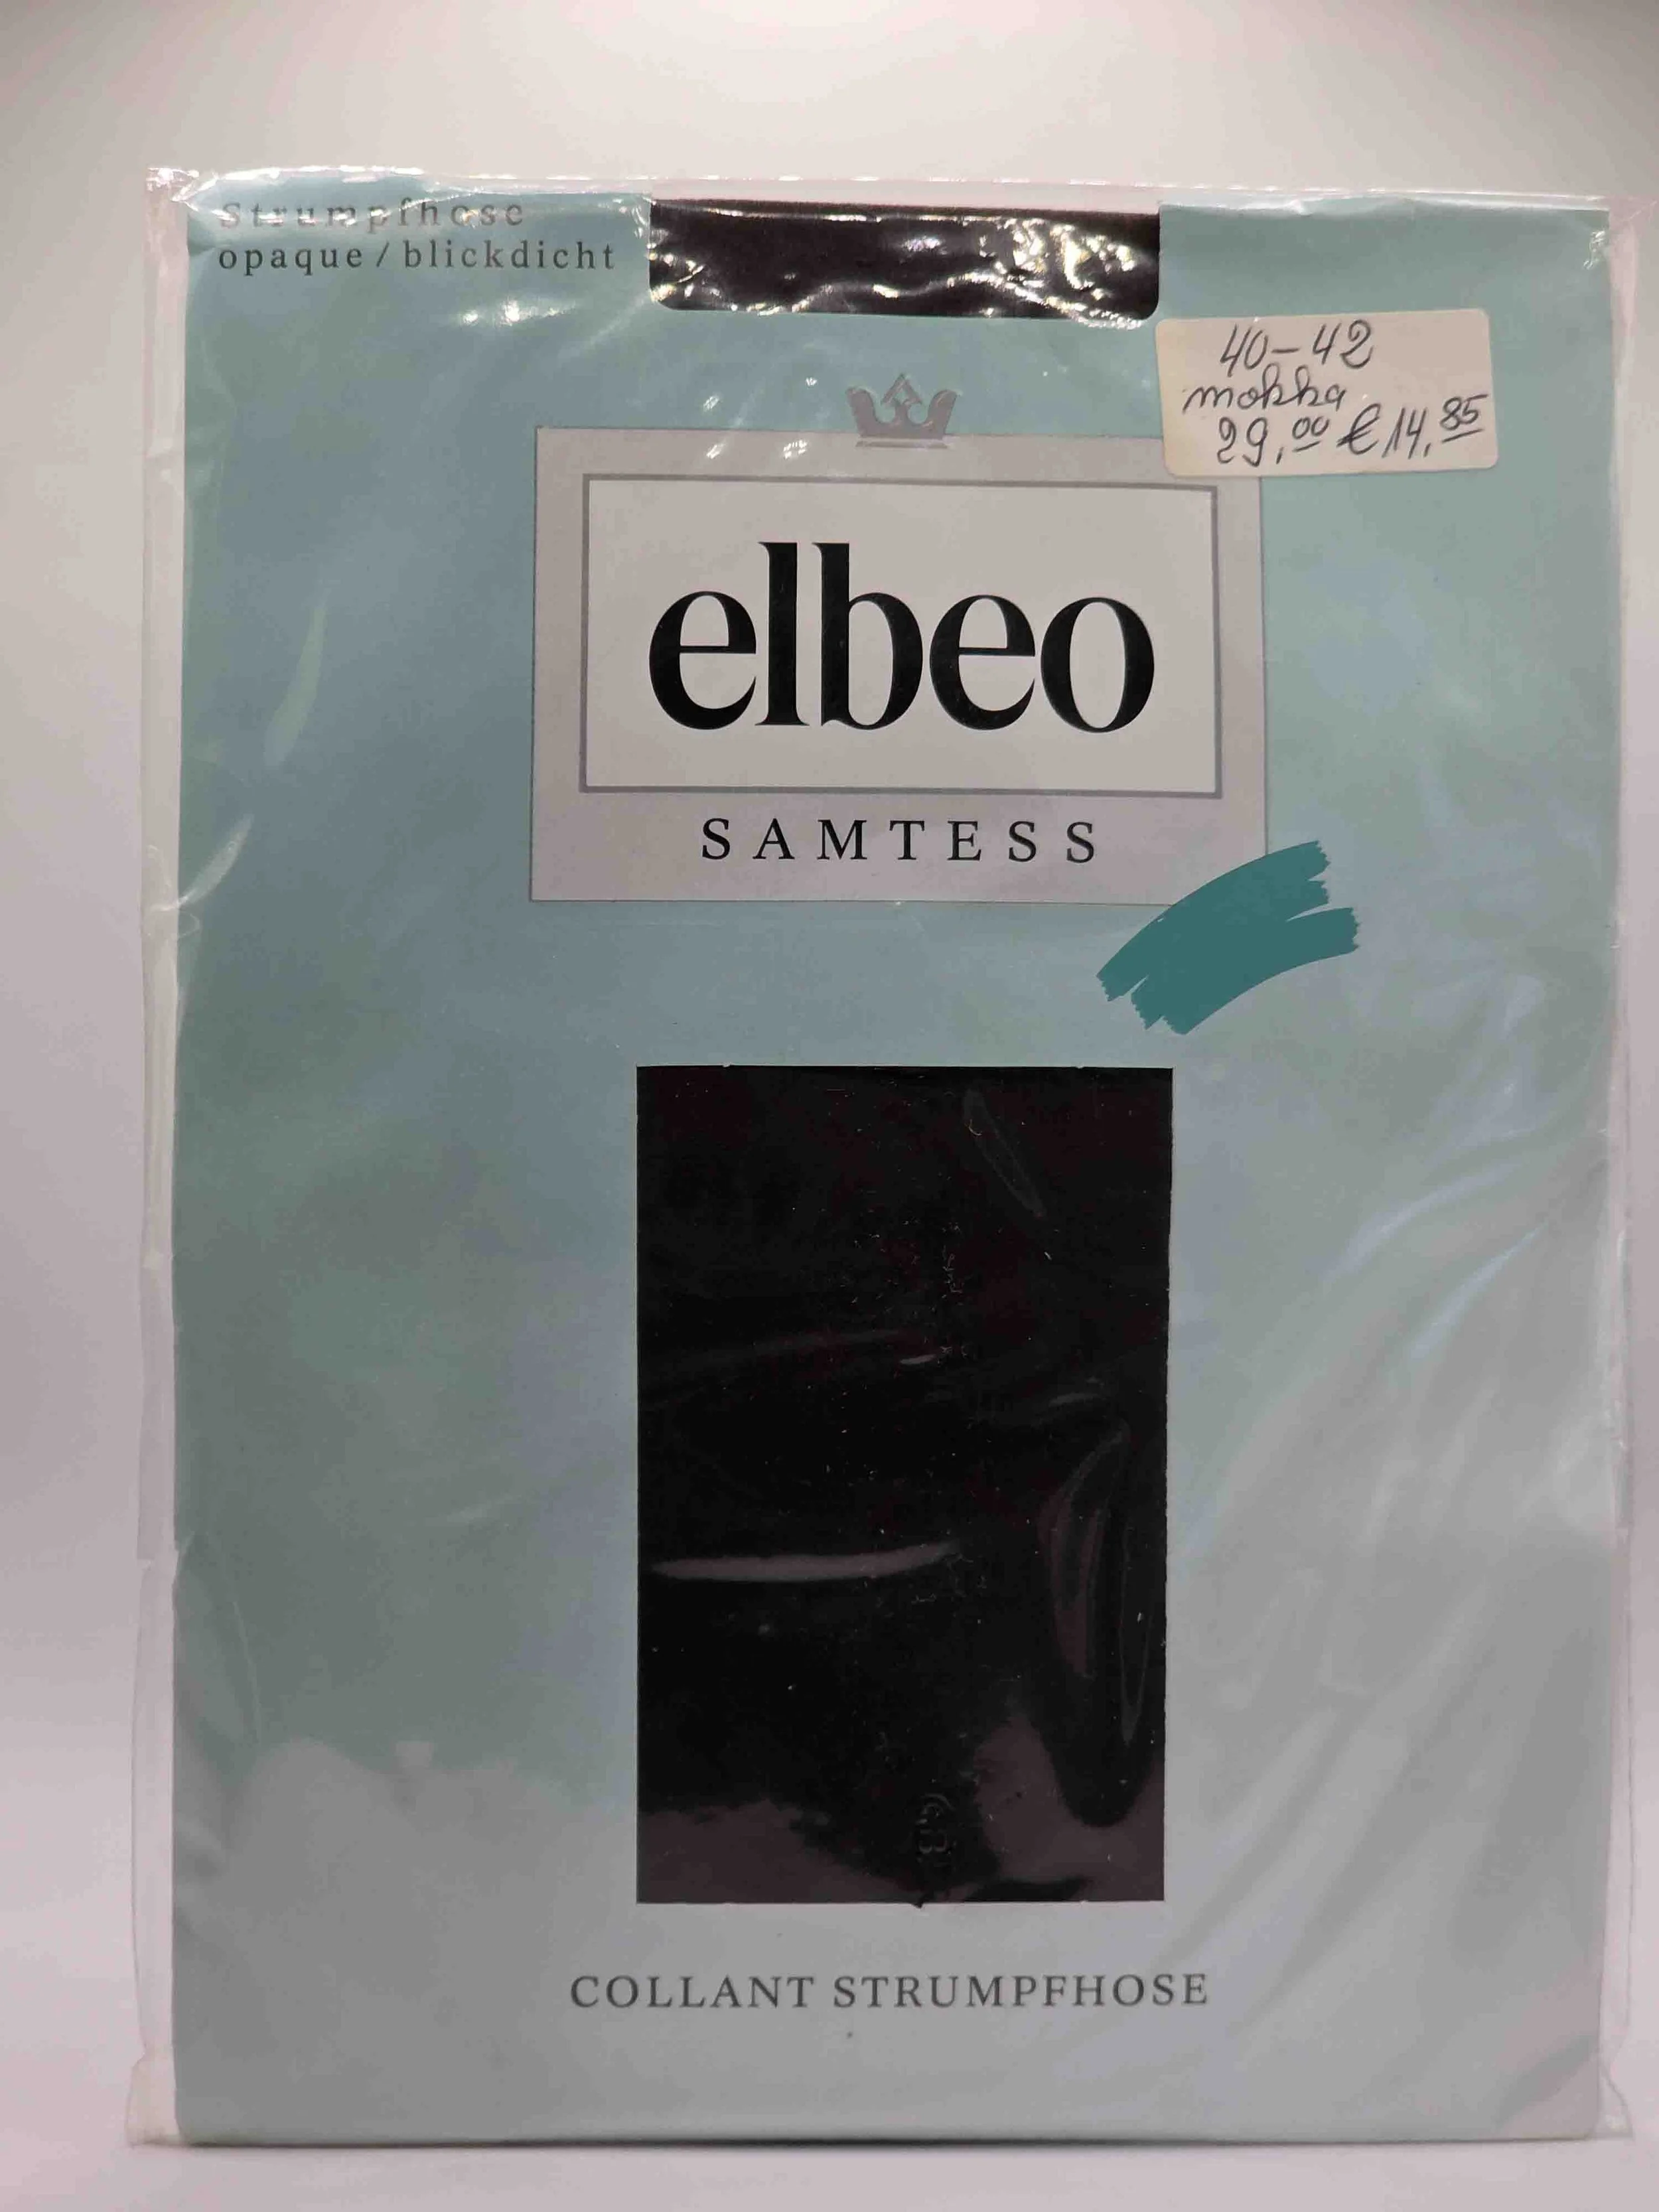 Strumpfhose
opaque / blickdicht
40-42
mokka
29,00 € 14,85
elbeo
SAMTESS
COLLANT STRUMPFHOSE